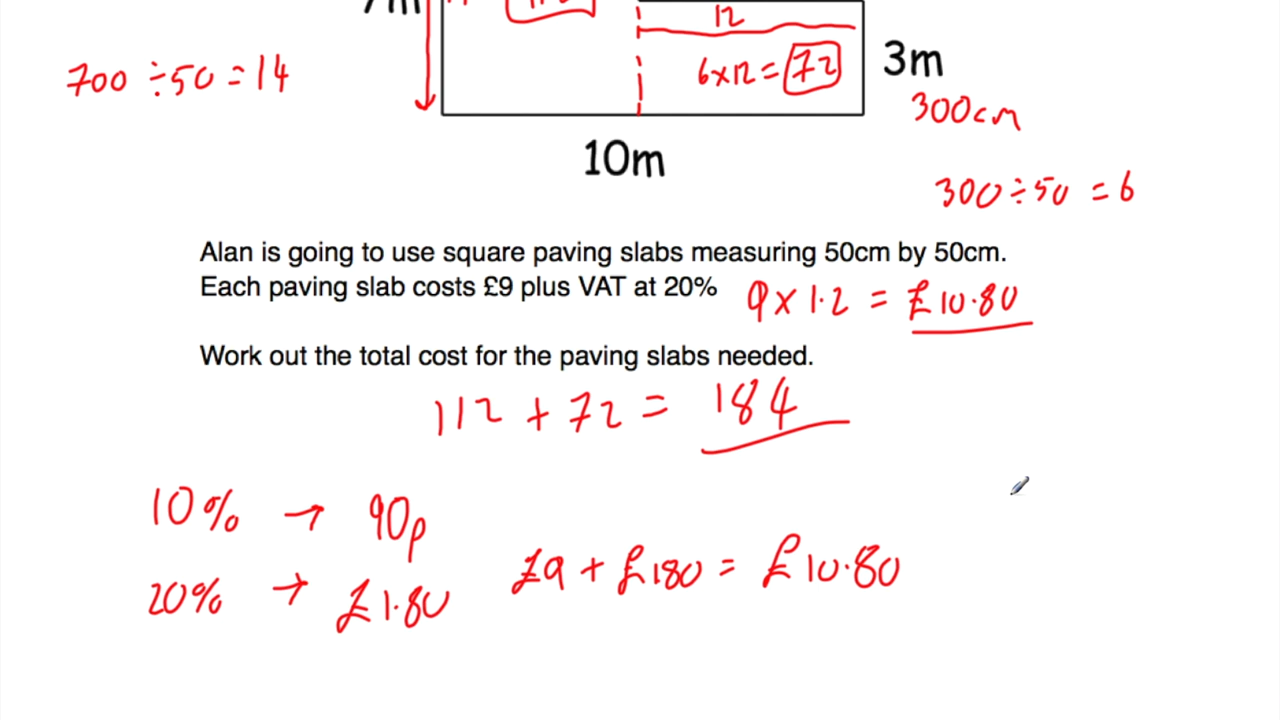 12
6×12 = 72
3m
700 ÷50 = 14
300cm
10m
300÷50 = 6
Alan is going to use square paving slabs measuring 50cm by 50cm.
Each paving slab costs £9 plus VAT at 20%
9 × 1.2 = £10.80
Work out the total cost for the paving slabs needed.
112 + 72 = 184
10% → 90p
20% → £1.80
£9 + £180 = £10.80